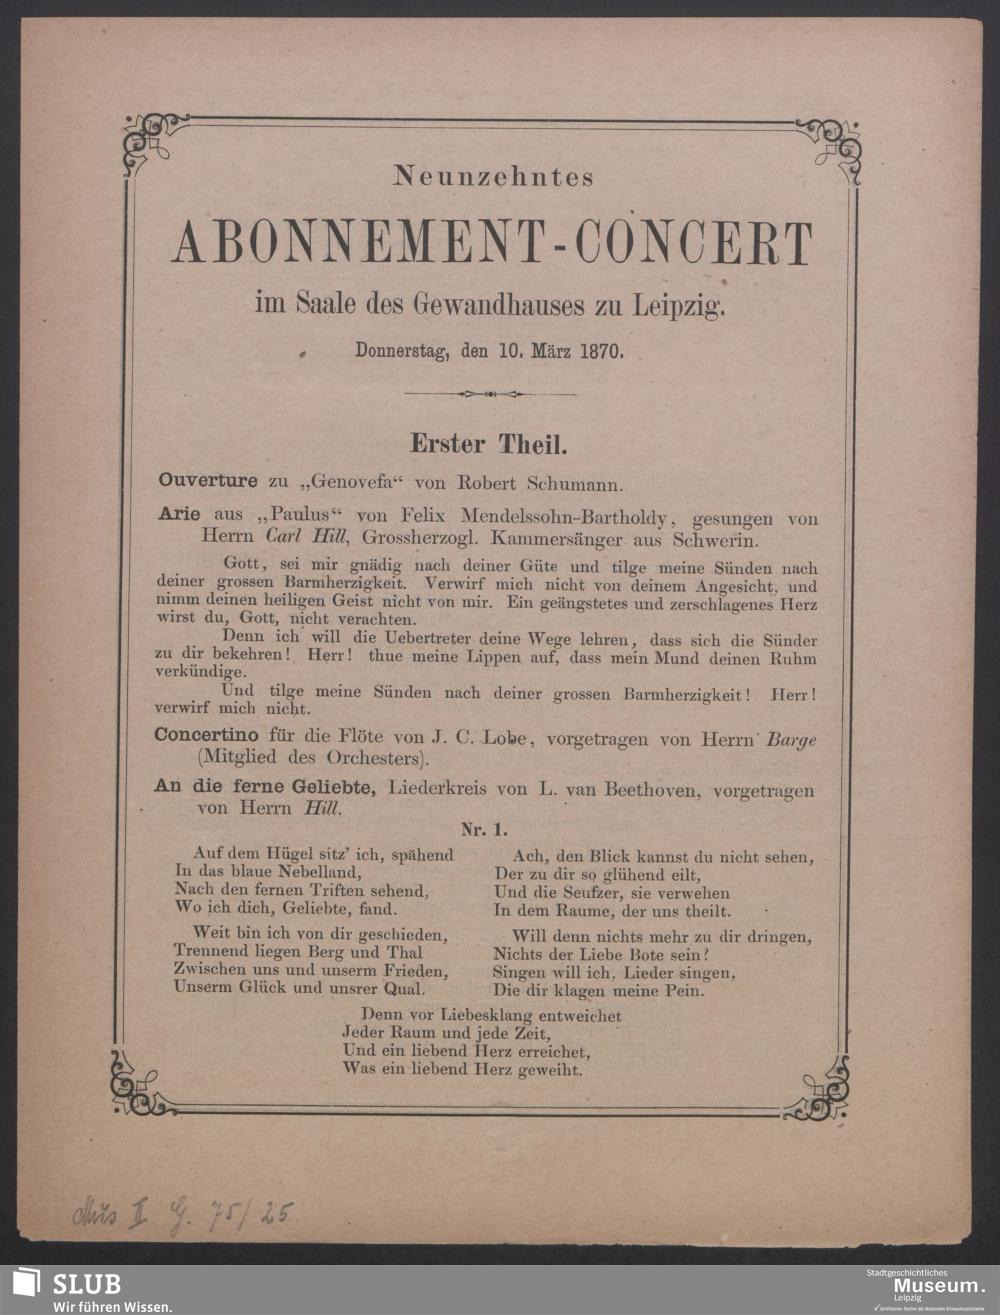 Neunzehntes
ABONNEMENT-CONCERT
im Saale des Gewandhauses zu Leipzig.
Donnerstag, den 10. März 1870.
Erster Theil.
Ouverture zu „Genovefa“ von Robert Schumann.
Arie aus „Paulus“ von Felix Mendelssohn-Bartholdy, gesungen von
Herrn Carl Hill, Grossherzogl. Kammersänger aus Schwerin.
Gott, sei mir gnädig nach deiner Güte und tilge meine Sünden nach
deiner grossen Barmherzigkeit. Verwirf mich nicht von deinem Angesicht, und
nimm deinen heiligen Geist nicht von mir. Ein geängstetes und zerschlagenes Herz
wirst du, Gott, nicht verachten.
Denn ich will die Uebertreter deine Wege lehren, dass sich die Sünder
zu dir bekehren! Herr! thue meine Lippen auf, dass mein Mund deinen Ruhm
verkündige.
Und tilge meine Sünden nach deiner grossen Barmherzigkeit! Herr!
verwirf mich nicht.
Concertino für die Flöte von J. C. Lobe, vorgetragen von Herrn Barge
(Mitglied des Orchesters).
An die ferne Geliebte, Liederkreis von L. van Beethoven, vorgetragen
von Herrn Hill.
Nr. 1.
Auf dem Hügel sitz' ich, spähend
In das blaue Nebelland,
Nach den fernen Triften sehend,
Wo ich dich, Geliebte, fand.
Weit bin ich von dir geschieden,
Trennend liegen Berg und Thal
Zwischen uns und unserm Frieden,
Unserm Glück und unsrer Qual.
Ach, den Blick kannst du nicht sehen,
Der zu dir so glühend eilt,
Und die Seufzer, sie verwehen
In dem Raume, der uns theilt.
Will denn nichts mehr zu dir dringen,
Nichts der Liebe Bote sein?
Singen will ich, Lieder singen,
Die dir klagen meine Pein.
Denn vor Liebesklang entweichet
Jeder Raum und jede Zeit,
Und ein liebend Herz erreichet,
Was ein liebend Herz geweiht.
Mus II G. 75/25
SLUB
Wir führen Wissen.
Stadtgeschichtliches
Museum.
Leipzig
Zertifizierter Partner der Nationalen Klimaschutzinitiative